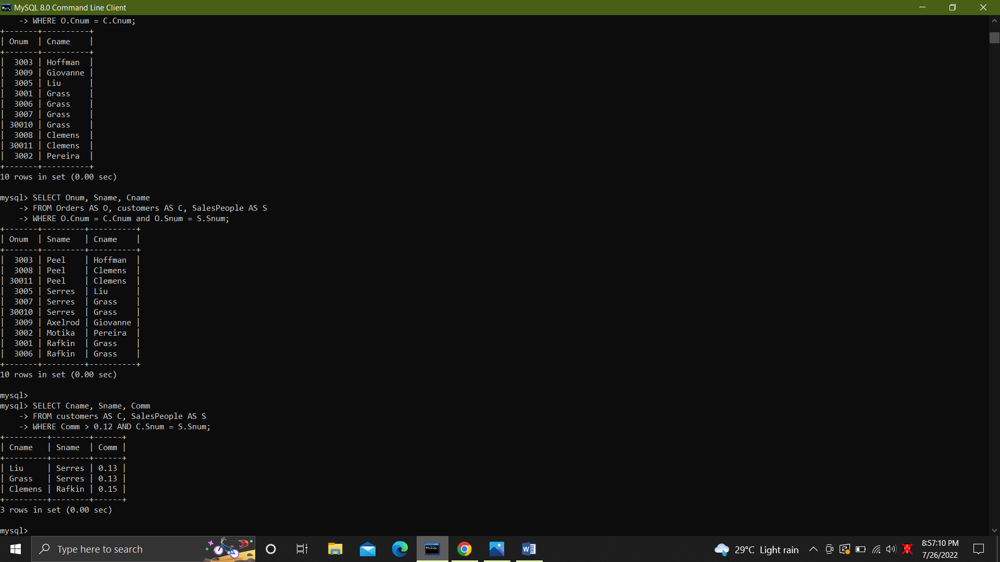 MySQL 8.0 Command Line Client
    -> WHERE O.Cnum = C.Cnum;
+-------+----------+
| Onum  | Cname    |
+-------+----------+
|  3003 | Hoffman  |
|  3009 | Giovanne |
|  3005 | Liu      |
|  3001 | Grass    |
|  3006 | Grass    |
|  3007 | Grass    |
| 30010 | Grass    |
|  3008 | Clemens  |
| 30011 | Clemens  |
|  3002 | Pereira  |
+-------+----------+
10 rows in set (0.00 sec)

mysql> SELECT Onum, Sname, Cname
    -> FROM Orders AS O, customers AS C, SalesPeople AS S
    -> WHERE O.Cnum = C.Cnum and O.Snum = S.Snum;
+-------+---------+----------+
| Onum  | Sname   | Cname    |
+-------+---------+----------+
|  3003 | Peel    | Hoffman  |
|  3008 | Peel    | Clemens  |
| 30011 | Peel    | Clemens  |
|  3005 | Serres  | Liu      |
|  3007 | Serres  | Grass    |
| 30010 | Serres  | Grass    |
|  3009 | Axelrod | Giovanne |
|  3002 | Motika  | Pereira  |
|  3001 | Rafkin  | Grass    |
|  3006 | Rafkin  | Grass    |
+-------+---------+----------+
10 rows in set (0.00 sec)

mysql>
mysql> SELECT Cname, Sname, Comm
    -> FROM customers AS C, SalesPeople AS S
    -> WHERE Comm > 0.12 AND C.Snum = S.Snum;
+---------+--------+------+
| Cname   | Sname  | Comm |
+---------+--------+------+
| Liu     | Serres | 0.13 |
| Grass   | Serres | 0.13 |
| Clemens | Rafkin | 0.15 |
+---------+--------+------+
3 rows in set (0.00 sec)

mysql>
Type here to search
29°C Light rain
8:57:10 PM
7/26/2022